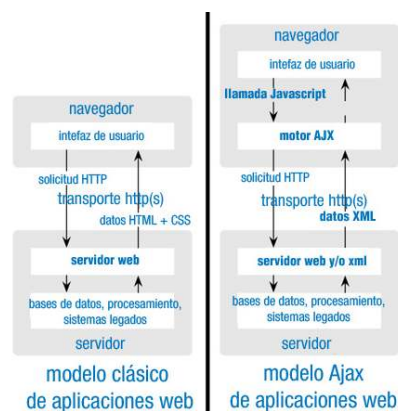 navegador
intefaz de usuario
solicitud HTTP
transporte http(s)
datos HTML + CSS
servidor web
bases de datos, procesamiento,
sistemas legados
servidor
modelo clásico
de aplicaciones web
navegador
intefaz de usuario
llamada Javascript
motor AJX
solicitud HTTP
transporte http(s)
datos XML
servidor web y/o xml
bases de datos, procesamiento,
sistemas legados
servidor
modelo Ajax
de aplicaciones web